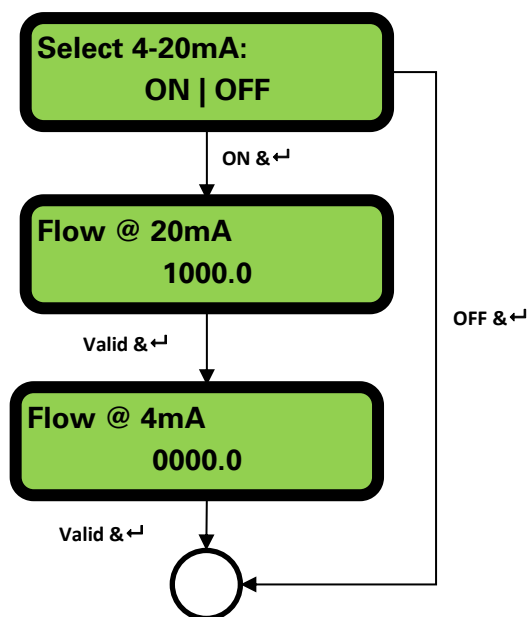 Select 4-20mA:
ON | OFF
ON & ↵
Flow @ 20mA
1000.0
OFF & ↵
Valid & ↵
Flow @ 4mA
0000.0
Valid & ↵